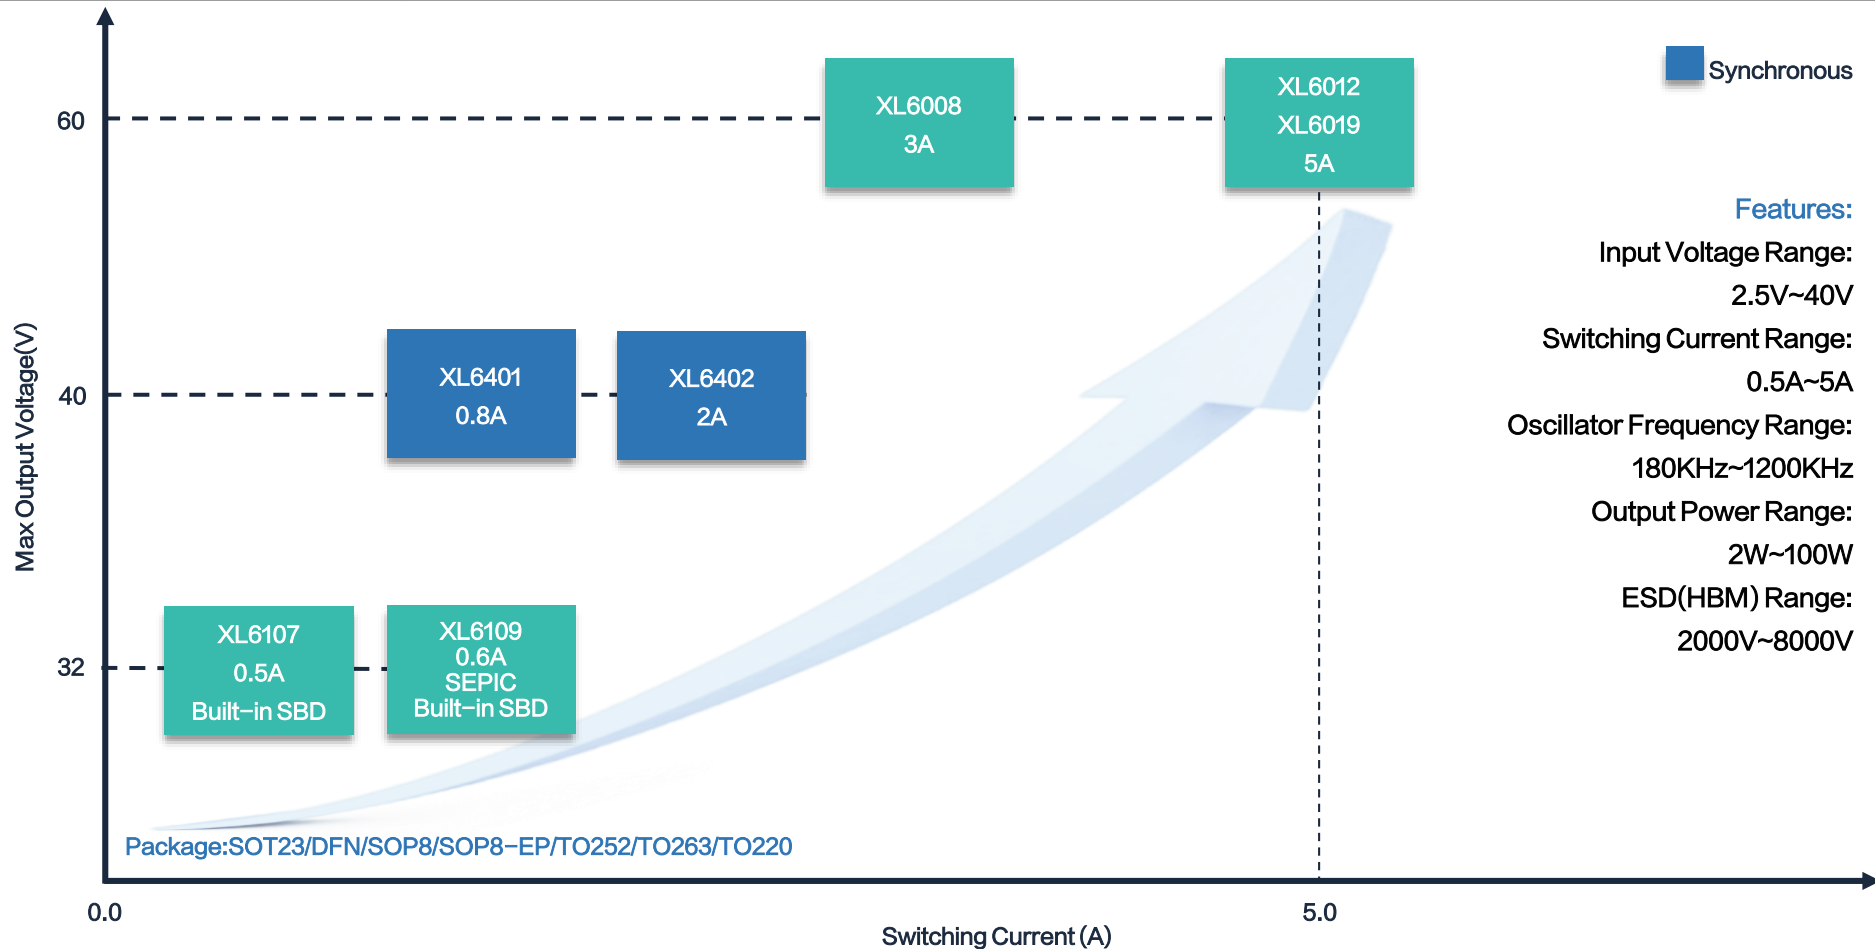 Synchronous
60
XL6008
3A
XL6012
XL6019
5A
Features:
Input Voltage Range:
2.5V~40V
Switching Current Range:
0.5A~5A
Oscillator Frequency Range:
180KHz~1200KHz
Output Power Range:
2W~100W
ESD(HBM) Range:
2000V~8000V
Max Output Voltage(V)
40
XL6401
0.8A
XL6402
2A
32
XL6107
0.5A
Built-in SBD
XL6109
0.6A
SEPIC
Built-in SBD
Package:SOT23/DFN/SOP8/SOP8-EP/TO252/TO263/TO220
0.0
5.0
Switching Current (A)